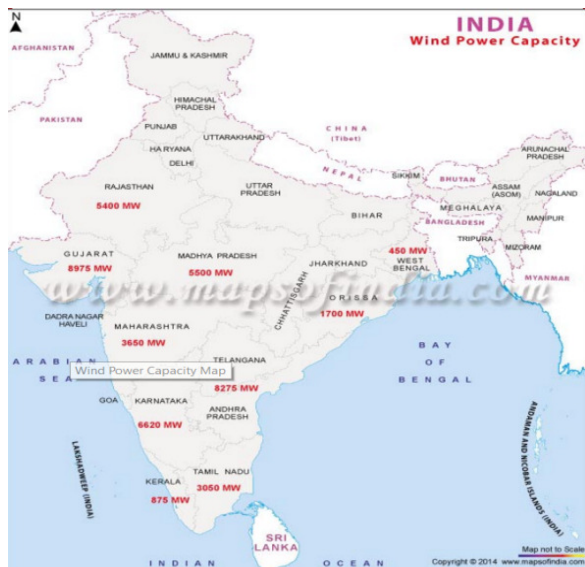 N
INDIA
Wind Power Capacity
AFGHANISTAN
JAMMU & KASHMIR
HIMACHAL
PRADESH
PAKISTAN
PUNJAB
UTTARAKHAND
CHINA
(Tibet)
HARYANA
DELHI
NEPAL
ARUNACHAL
PRADESH
SIKKIM
BHUTAN
RAJASTHAN
5400 MW
UTTAR
PRADESH
ASSAM
(ASOM)
NAGALAND
MEGHALAYA
BIHAR
MANIPUR
BANGLADESH
GUJARAT
8975 MW
MADHYA PRADESH
5500 MW
JHARKHAND
450 MW
WEST
BENGAL
TRIPURA
MIZORAM
MYANMAR
CHHATTISGARH
www.mapsofindia.com
ORISSA
1700 MW
DADRA NAGAR
HAVELI
MAHARASHTRA
3650 MW
ARABIAN
SEA
BAY
OF
BENGAL
Wind Power Capacity Map
TELANGANA
8275 MW
GOA
KARNATAKA
6620 MW
ANDHRA
PRADESH
ANDAMAN AND NICOBAR ISLANDS (INDIA)
LAKSHADWEEP (INDIA)
KERALA
875 MW
TAMIL NADU
3050 MW
SRI
LANKA
INDIAN OCEAN
Map not to Scale
Copyright © 2014 www.mapsofindia.com